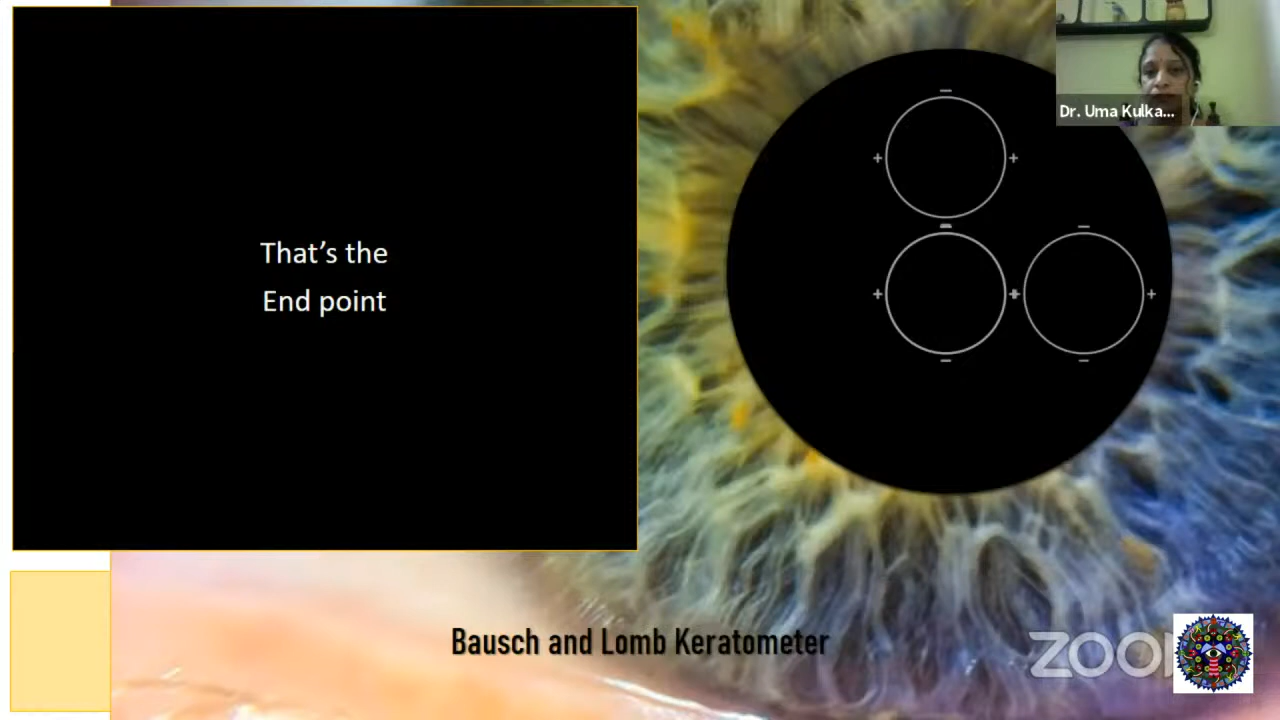 That's the
End point
Dr. Uma Kulka...
Bausch and Lomb Keratometer
ZOOM